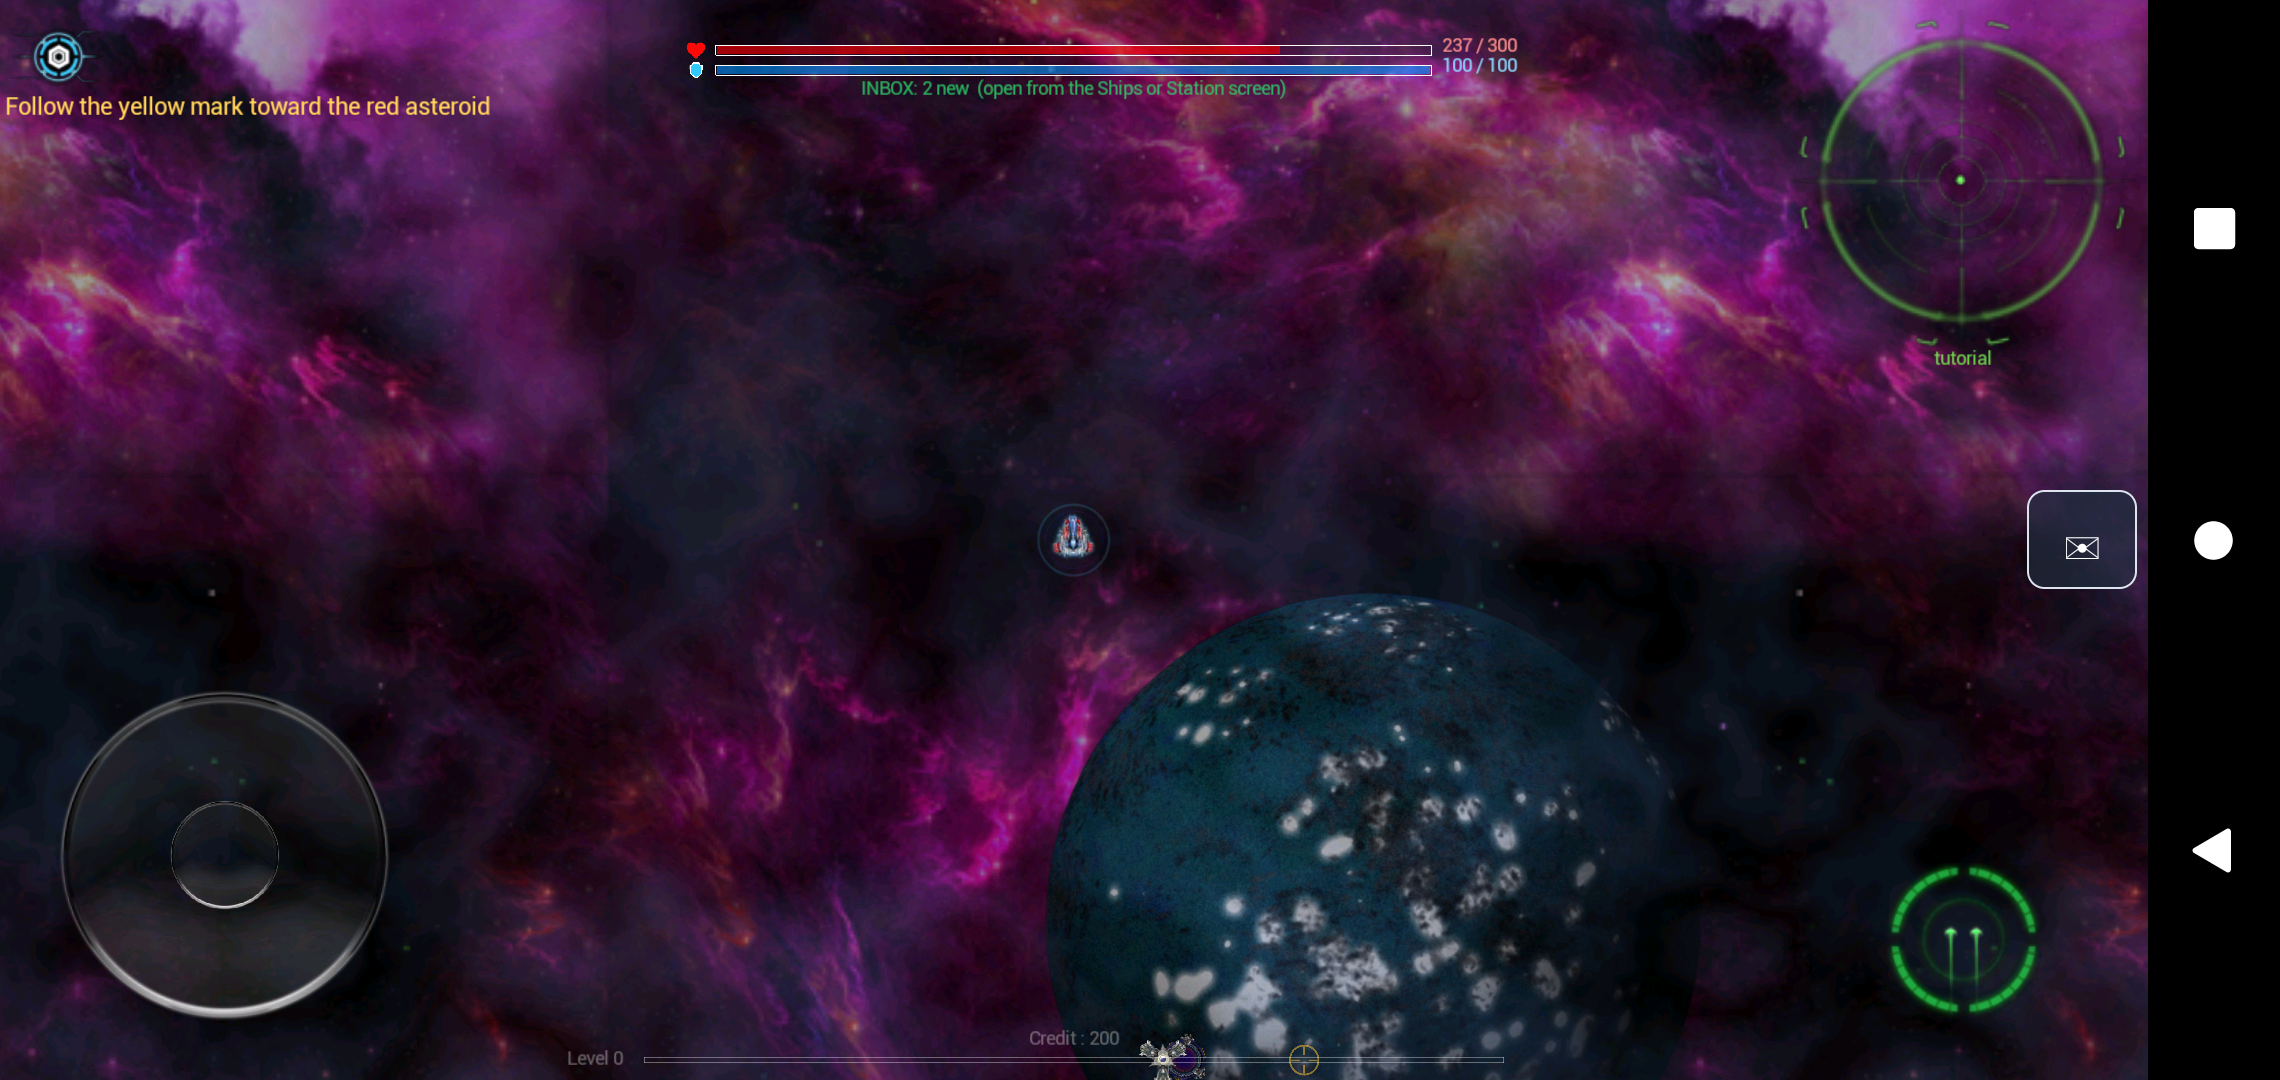 237 / 300
100 / 100
INBOX: 2 new (open from the Ships or Station screen)
Follow the yellow mark toward the red asteroid
tutorial
Credit : 200
Level 0